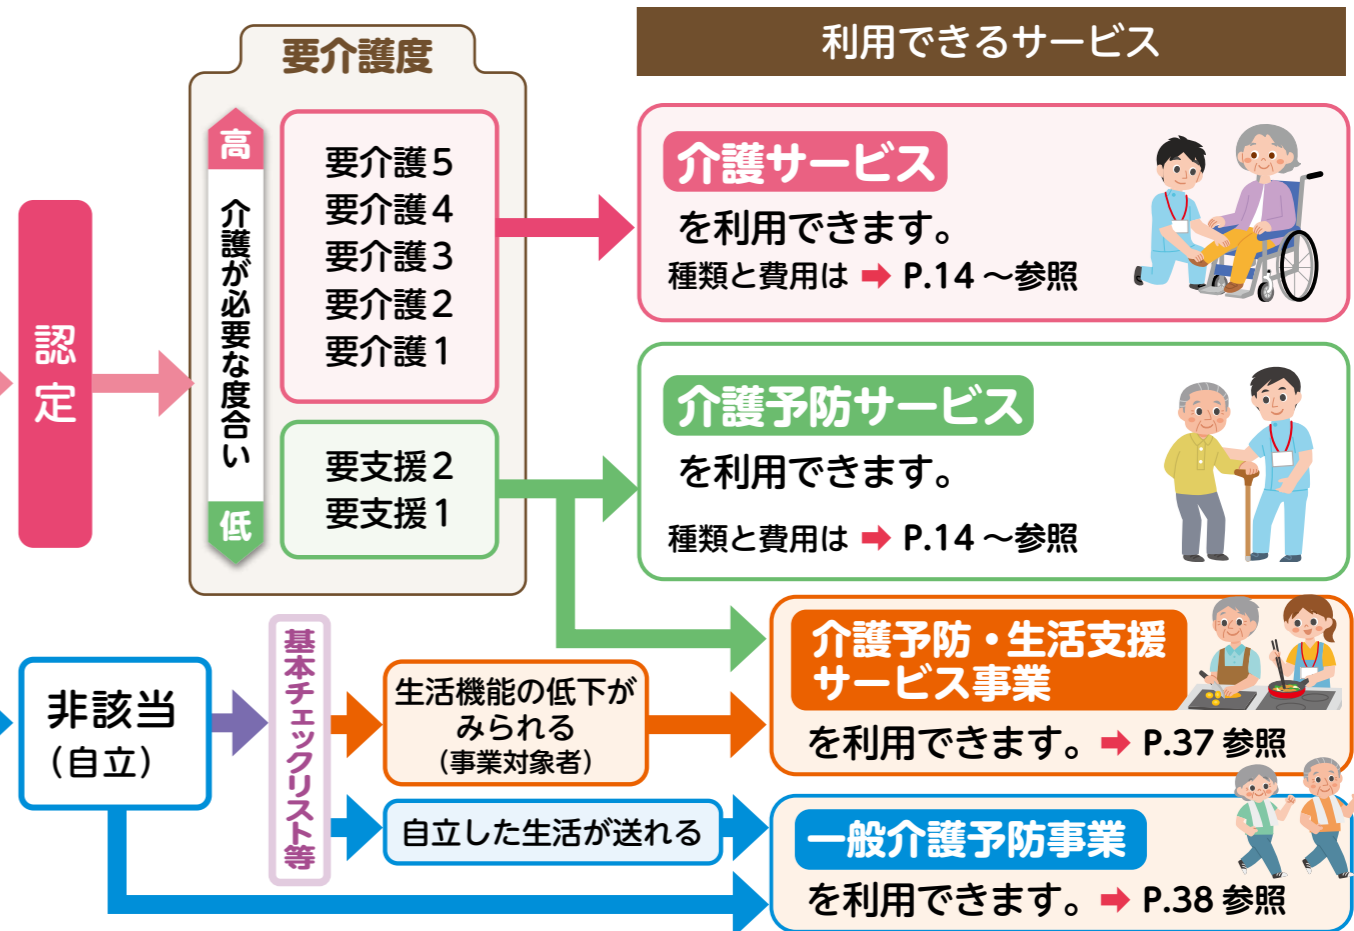 要介護度
利用できるサービス
認定
高
介護が必要な度合い
低
要介護5
要介護4
要介護3
要介護2
要介護1
要支援2
要支援1
介護サービス
を利用できます。
種類と費用は ➡ P.14 ～参照
介護予防サービス
を利用できます。
種類と費用は ➡ P.14 ～参照
非該当
（自立）
基本チェックリスト等
生活機能の低下が
みられる
（事業対象者）
自立した生活が送れる
介護予防・生活支援
サービス事業
を利用できます。➡ P.37 参照
一般介護予防事業
を利用できます。➡ P.38 参照